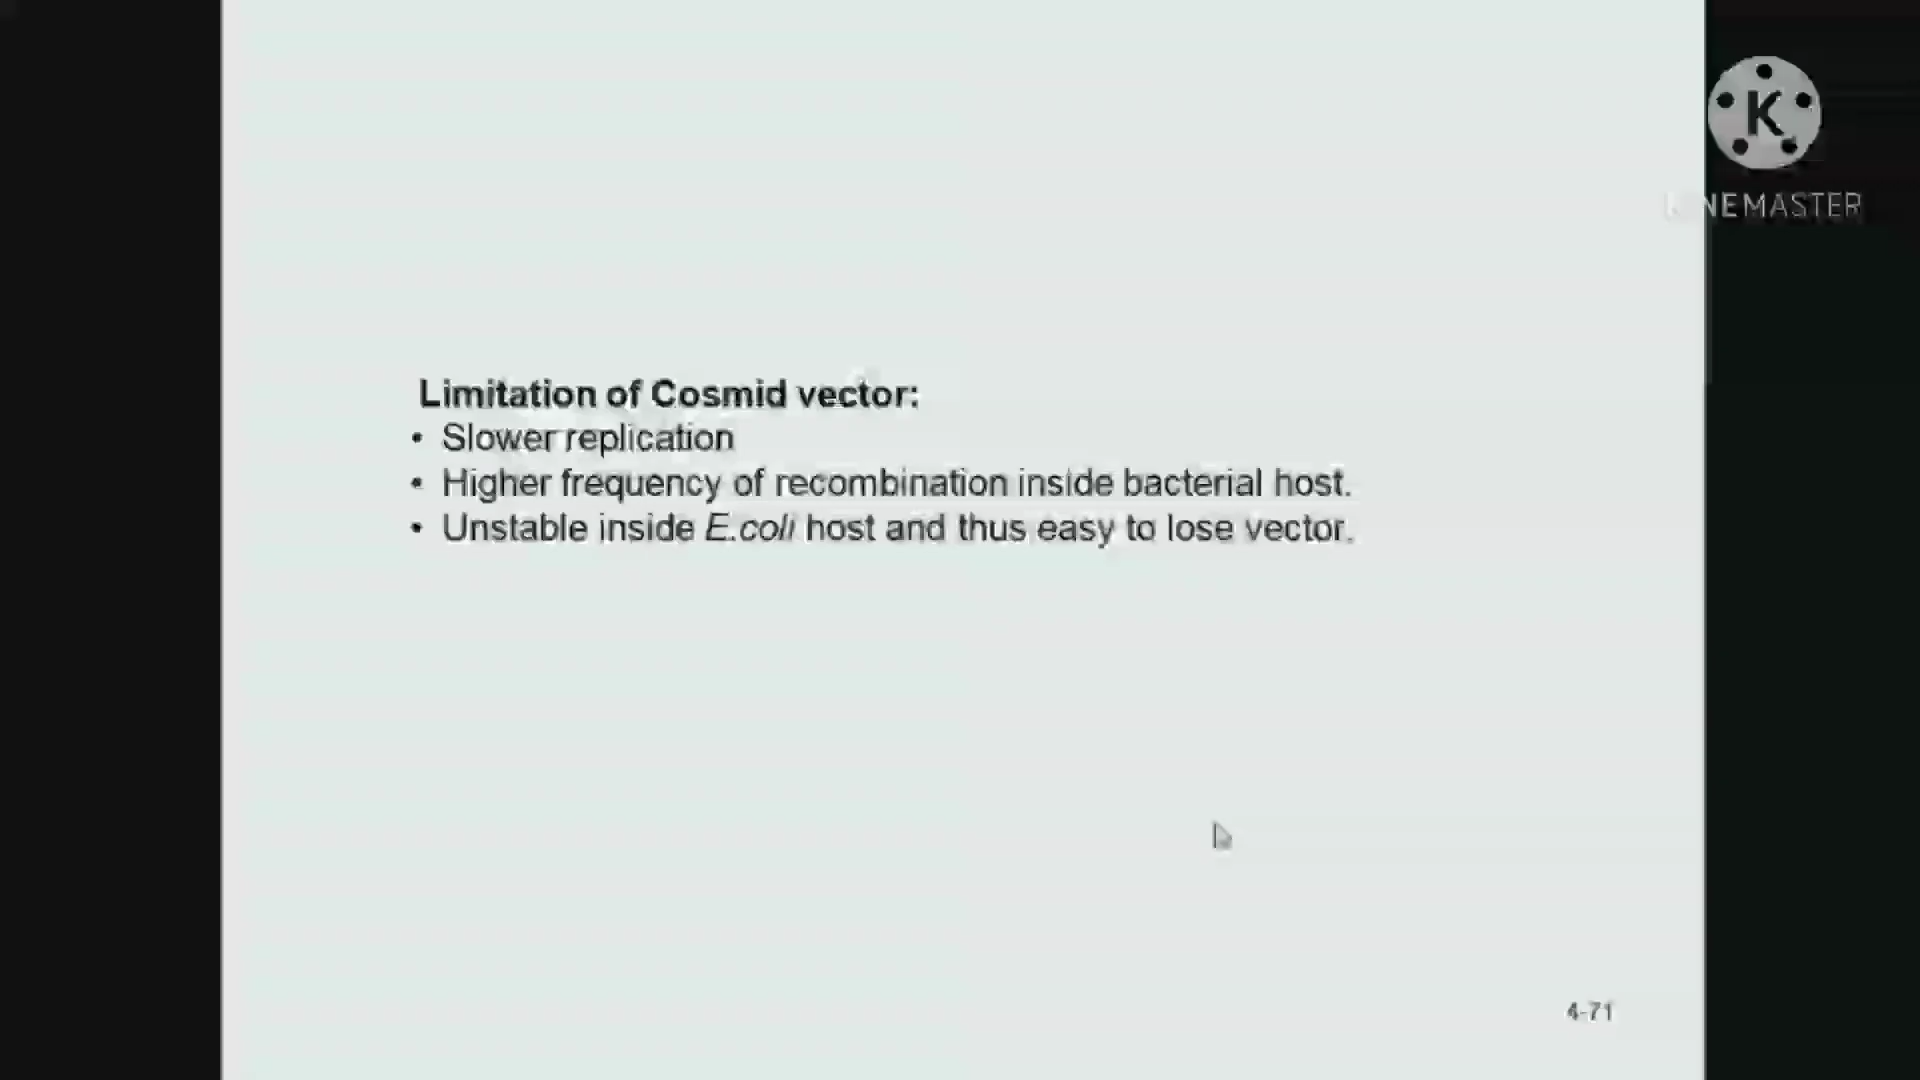 K
KINEMASTER
Limitation of Cosmid vector:
• Slower replication
• Higher frequency of recombination inside bacterial host.
• Unstable inside E.coli host and thus easy to lose vector.
4-71